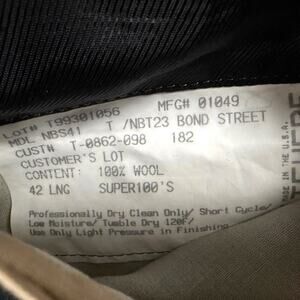 LOT# T99301056 MFG# 01049
MDL NBS41 T /NBT23 BOND STREET
CUST# T-0862-098 182
CUSTOMER'S LOT
CONTENT: 100% WOOL
42 LNG SUPER100'S
Professionally Dry Clean Only/ Short Cycle/
Low Moisture/ Tumble Dry 120F/
Use Only Light Pressure in Finishing
E IN U.S.A.